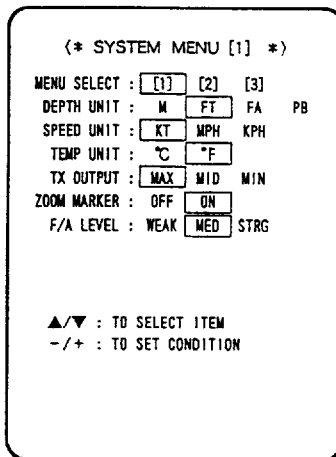 (* SYSTEM MENU [1] *)
MENU SELECT : [1] [2] [3]
DEPTH UNIT : M FT FA PB
SPEED UNIT : KT MPH KPH
TEMP UNIT : °C °F
TX OUTPUT : MAX MID MIN
ZOOM MARKER : OFF ON
F/A LEVEL : WEAK MED STRG
▲/▼ : TO SELECT ITEM
-/+ : TO SET CONDITION